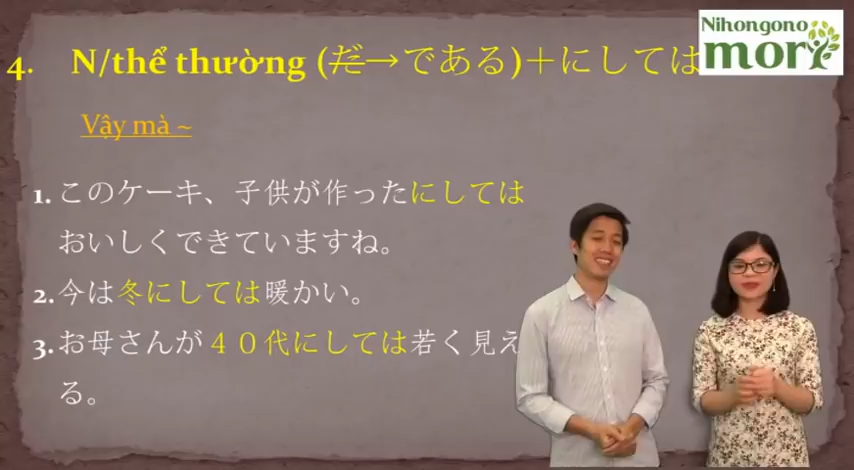 4. N/thể thường (だ→である)＋にしては
Nihongono
mori
Vậy mà ~
1. このケーキ、子供が作ったにしては
おいしくできていますね。
2. 今は冬にしては暖かい。
3. お母さんが４０代にしては若く見え
る。